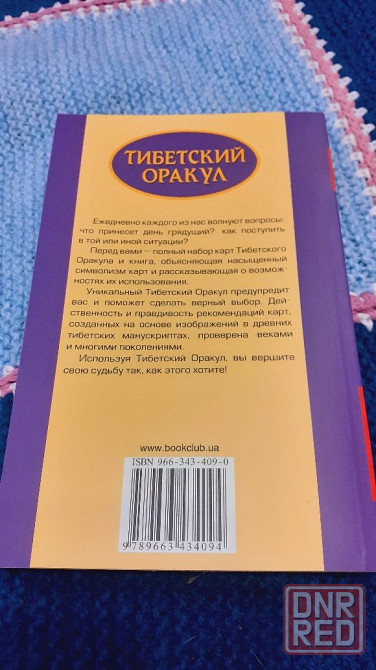 ТИБЕТСКИЙ
ОРАКУЛ
Ежедневно каждого из нас волнуют вопросы:
что принесет день грядущий? как поступить
в той или иной ситуации?
Перед вами — полный набор карт Тибетского
Оракула и книга, объясняющая насыщенный
символизм карт и рассказывающая о возмож-
ностях их использования.
Уникальный Тибетский Оракул предупредит
вас и поможет сделать верный выбор. Дей-
ственность и правдивость рекомендаций карт,
созданных на основе изображений в древних
тибетских манускриптах, проверена веками
и многими поколениями.
Используя Тибетский Оракул, вы вершите
свою судьбу так, как этого хотите!
www.bookclub.ua
ISBN 966-343-409-0
9 789663 434094
DNR
RED